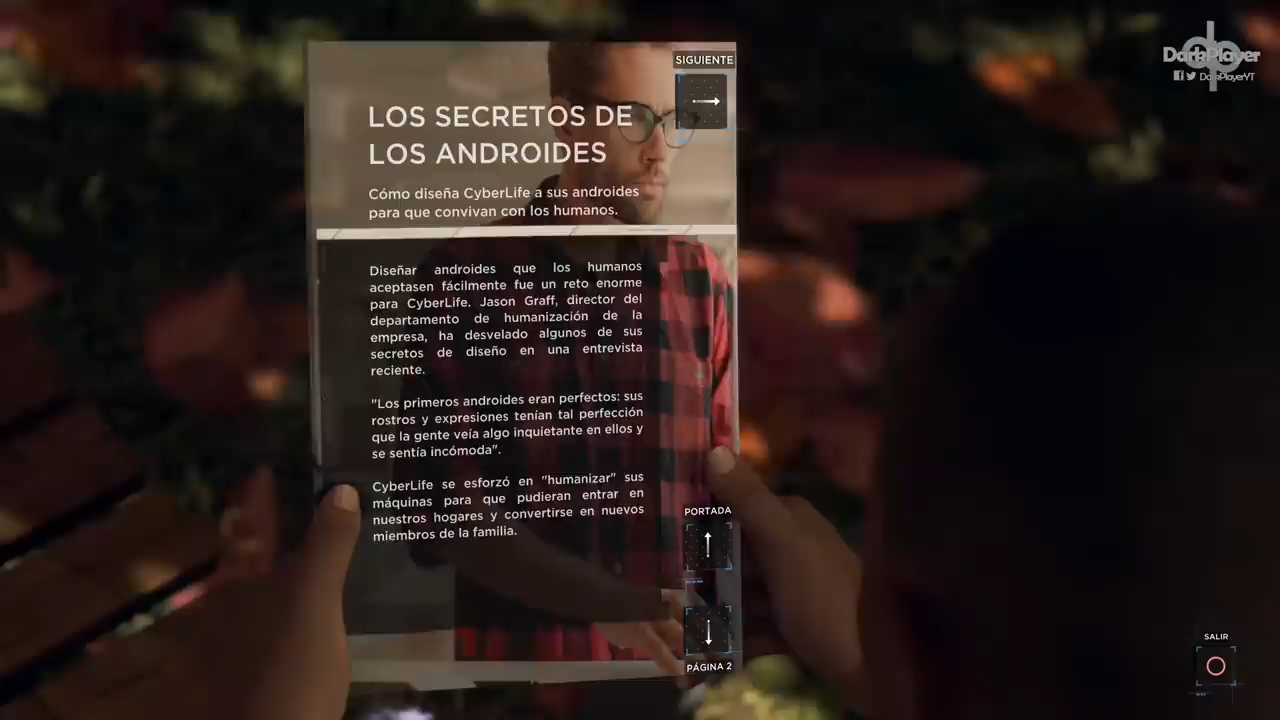 SIGUIENTE
DarkPlayer
DarkPlayerYT
LOS SECRETOS DE
LOS ANDROIDES
Cómo diseña CyberLife a sus androides
para que convivan con los humanos.
Diseñar androides que los humanos
aceptasen fácilmente fue un reto enorme
para CyberLife. Jason Graff, director del
departamento de humanización de la
empresa, ha desvelado algunos de sus
secretos de diseño en una entrevista
reciente.
"Los primeros androides eran perfectos: sus
rostros y expresiones tenían tal perfección
que la gente veía algo inquietante en ellos y
se sentía incómoda".
CyberLife se esforzó en "humanizar" sus
máquinas para que pudieran entrar en
nuestros hogares y convertirse en nuevos
miembros de la familia.
PORTADA
PÁGINA 2
SALIR